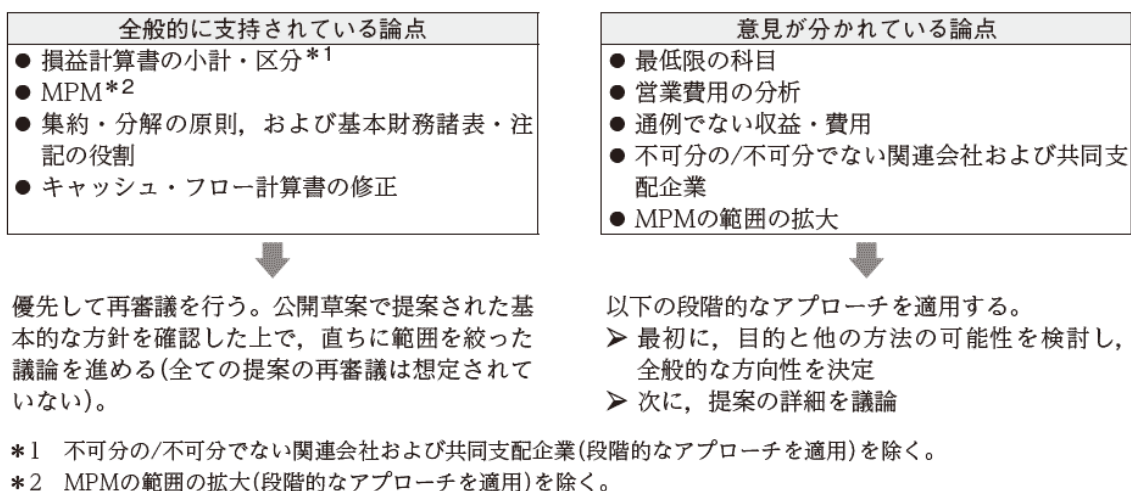 全般的に支持されている論点
● 損益計算書の小計・区分*1
● MPM*2
● 集約・分解の原則，および基本財務諸表・注
記の役割
● キャッシュ・フロー計算書の修正
優先して再審議を行う。公開草案で提案された基
本的な方針を確認した上で，直ちに範囲を絞った
議論を進める(全ての提案の再審議は想定されて
いない)。
意見が分かれている論点
● 最低限の科目
● 営業費用の分析
● 通例でない収益・費用
● 不可分の/不可分でない関連会社および共同支
配企業
● MPMの範囲の拡大
以下の段階的なアプローチを適用する。
➢ 最初に，目的と他の方法の可能性を検討し，
全般的な方向性を決定
➢ 次に，提案の詳細を議論
*1 不可分の/不可分でない関連会社および共同支配企業(段階的なアプローチを適用)を除く。
*2 MPMの範囲の拡大(段階的なアプローチを適用)を除く。